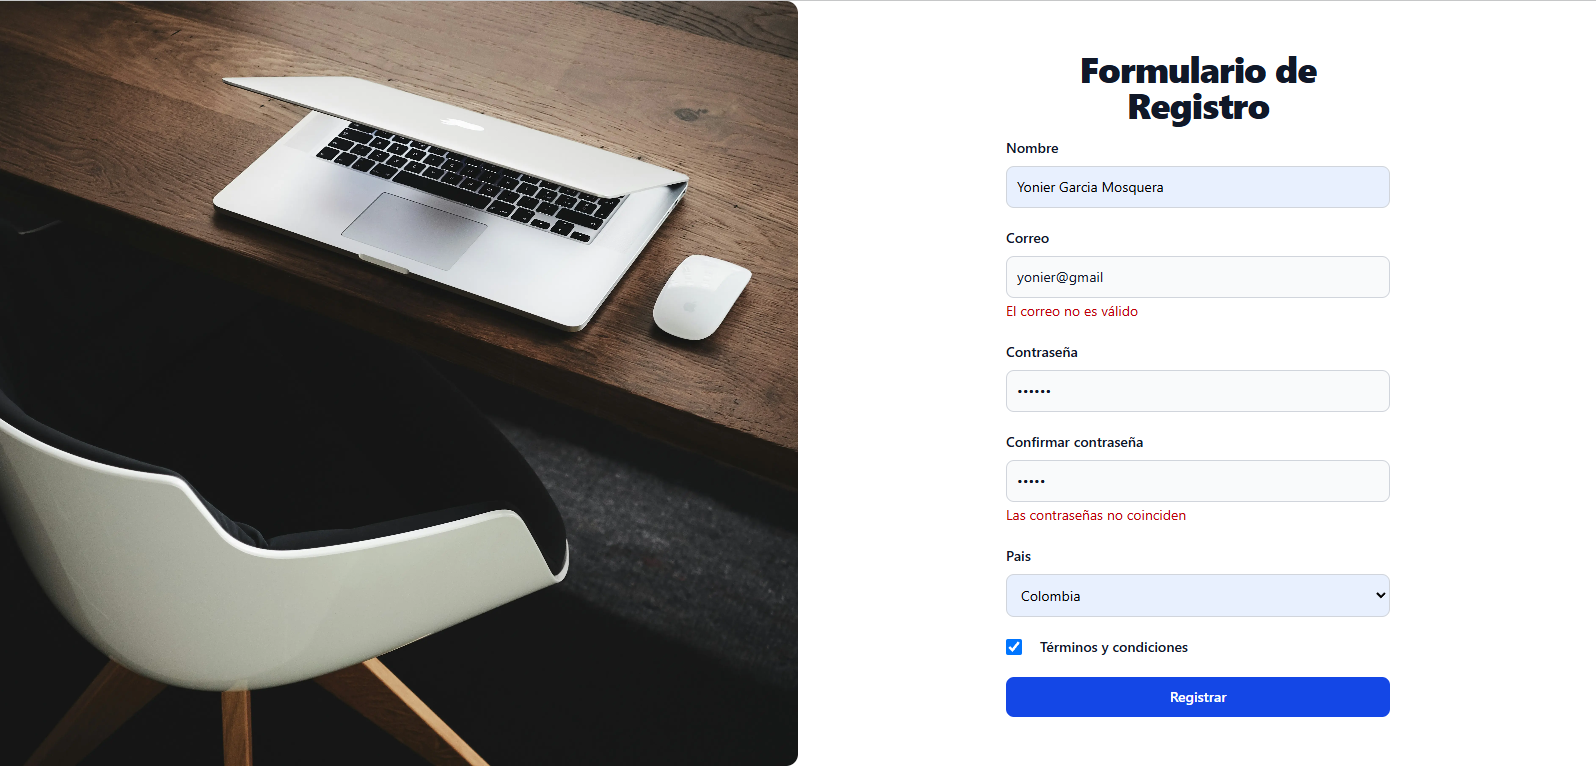 Formulario de
Registro
Nombre
Yonier Garcia Mosquera
Correo
yonier@gmail
El correo no es válido
Contraseña
••••••
Confirmar contraseña
•••••
Las contraseñas no coinciden
Pais
Colombia
Términos y condiciones
Registrar